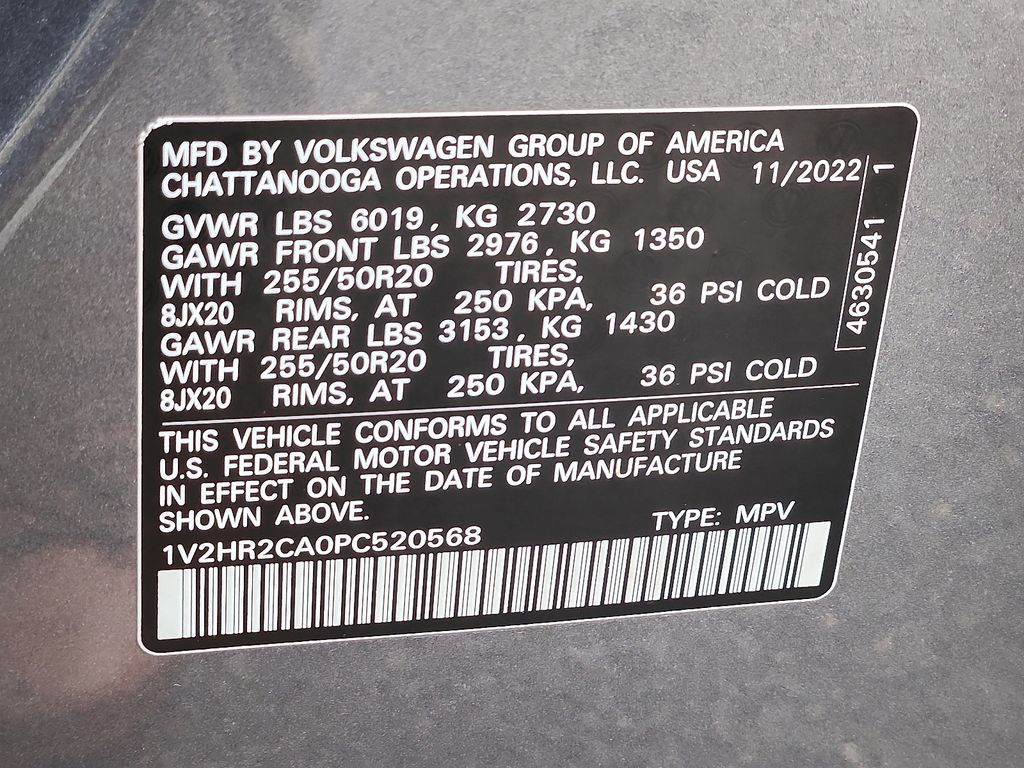 MFD BY VOLKSWAGEN GROUP OF AMERICA
CHATTANOOGA OPERATIONS, LLC. USA 11/2022
GVWR LBS 6019, KG 2730
GAWR FRONT LBS 2976, KG 1350
WITH 255/50R20 TIRES,
8JX20 RIMS, AT 250 KPA, 36 PSI COLD
GAWR REAR LBS 3153, KG 1430
WITH 255/50R20 TIRES,
8JX20 RIMS, AT 250 KPA, 36 PSI COLD
4630541 1
THIS VEHICLE CONFORMS TO ALL APPLICABLE
U.S. FEDERAL MOTOR VEHICLE SAFETY STANDARDS
IN EFFECT ON THE DATE OF MANUFACTURE
SHOWN ABOVE.
TYPE: MPV
1V2HR2CA0PC520568